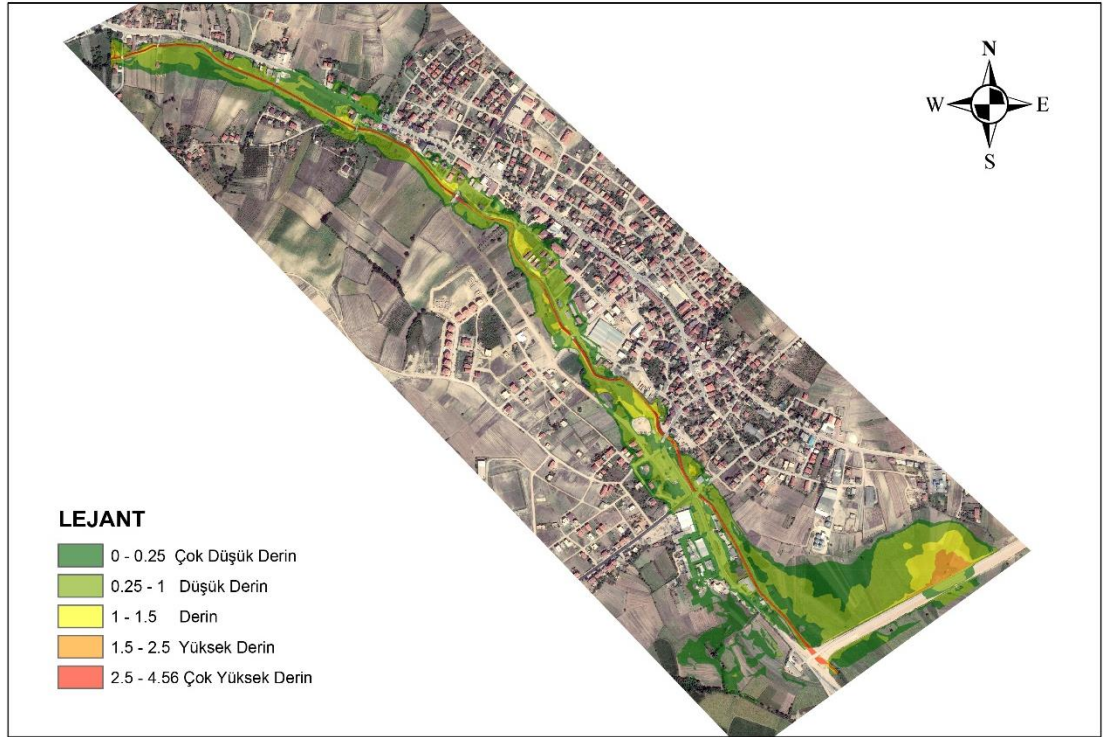 N
W E
S
LEJANT
0 - 0.25 Çok Düşük Derin
0.25 - 1 Düşük Derin
1 - 1.5 Derin
1.5 - 2.5 Yüksek Derin
2.5 - 4.56 Çok Yüksek Derin